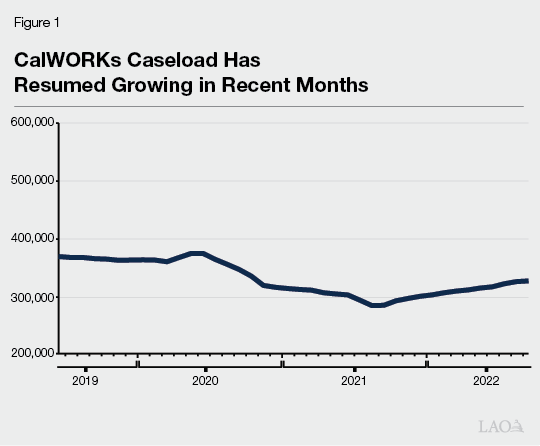 Figure 1
CalWORKs Caseload Has
Resumed Growing in Recent Months
600,000
500,000
400,000
300,000
200,000
2019 2020 2021 2022
LAO